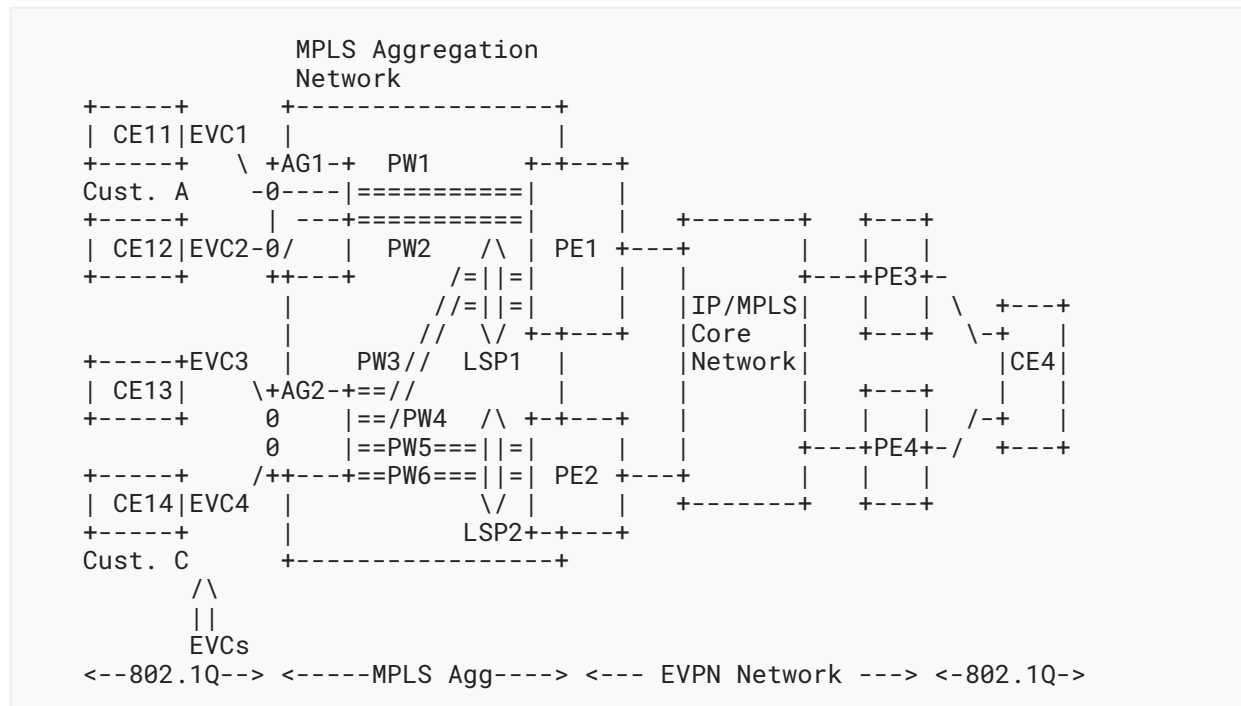 MPLS Aggregation
                  Network
    +-----+      +-----------------+
    | CE11|EVC1  |                 |
    +-----+   \ +AG1-+  PW1      +-+---+
    Cust. A    -0----|===========|     |
    +-----+     | ---+===========|     |   +-------+   +---+
    | CE12|EVC2-0/   |  PW2   /\ | PE1 +---+       |   |   |
    +-----+     ++---+      /=||=|     |   |       +---+PE3+-
                 |         //=||=|     |   |IP/MPLS|   |   | \  +---+
                 |        //  \/ +-+---+   |Core   |   +---+  \-+   |
    +-----+EVC3  |    PW3//  LSP1  |       |Network|            |CE4|
    | CE13|    \+AG2-+==//         |       |       |   +---+    |   |
    +-----+     0    |==/PW4  /\ +-+---+   |       |   |   |  /-+   |
                0    |==PW5===||=|     |   |       +---+PE4+-/  +---+
    +-----+    /++---+==PW6===||=| PE2 +---+       |   |   |
    | CE14|EVC4  |            \/ |     |   +-------+   +---+
    +-----+      |           LSP2+-+---+
    Cust. C      +-----------------+
           /\
           ||
           EVCs
    <--802.1Q--> <-----MPLS Agg----> <--- EVPN Network ---> <-802.1Q->